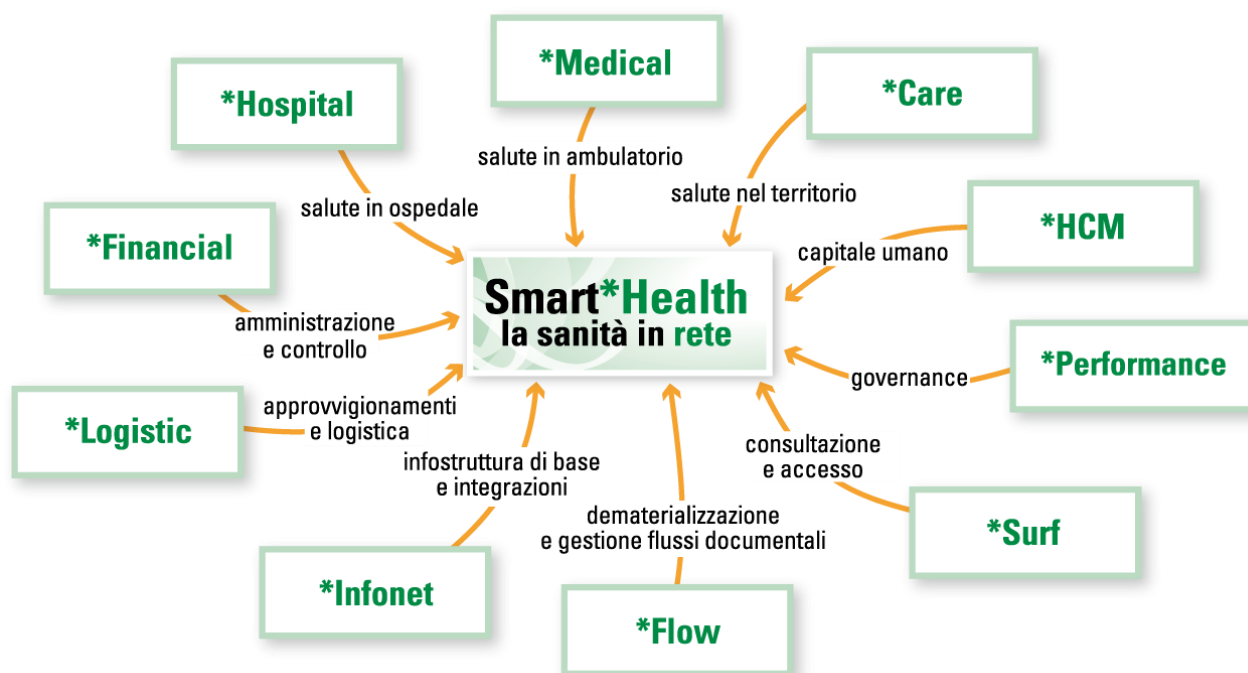 *Medical
*Care
*Hospital
salute in ambulatorio
salute nel territorio
salute in ospedale
*HCM
*Financial
capitale umano
Smart*Health
la sanità in rete
amministrazione
e controllo
*Performance
governance
approvvigionamenti
e logistica
*Logistic
consultazione
e accesso
infostruttura di base
e integrazioni
dematerializzazione
e gestione flussi documentali
*Surf
*Infonet
*Flow